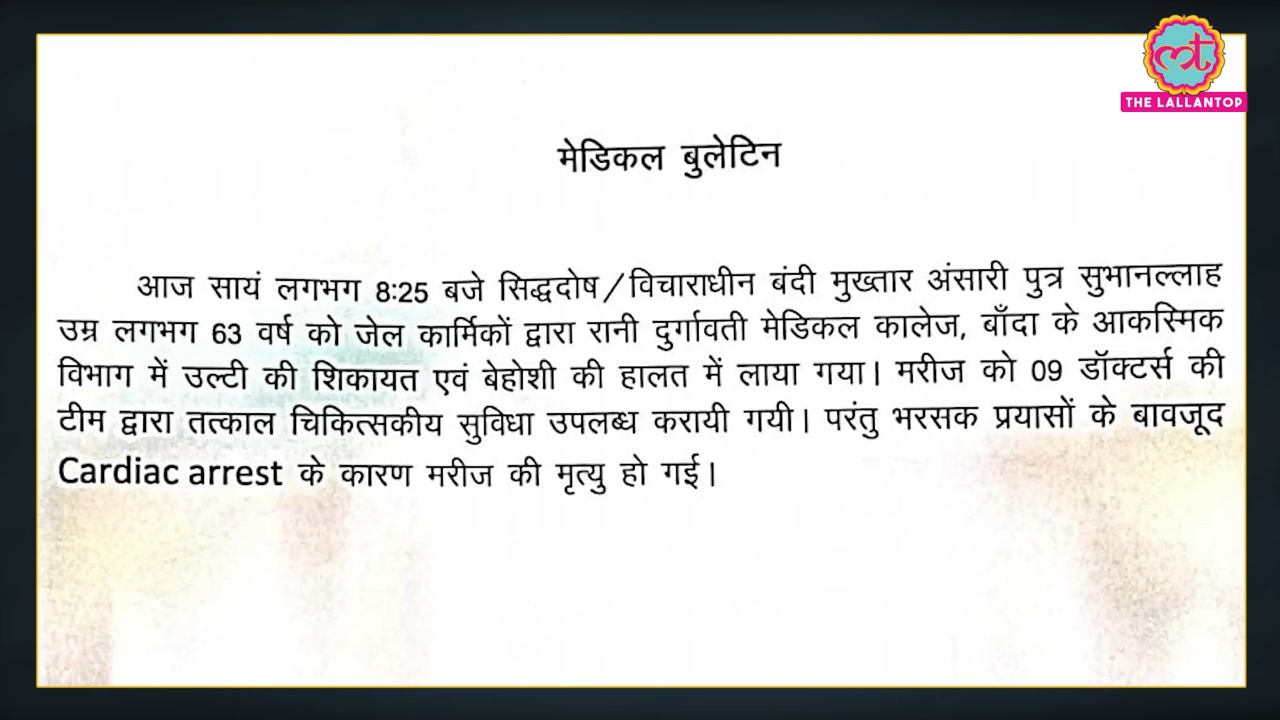 mt
THE LALLANTOP
मेडिकल बुलेटिन
आज सायं लगभग 8:25 बजे सिद्धदोष/विचाराधीन बंदी मुख्तार अंसारी पुत्र सुभानल्लाह
उम्र लगभग 63 वर्ष को जेल कार्मिकों द्वारा रानी दुर्गावती मेडिकल कालेज, बाँदा के आकस्मिक
विभाग में उल्टी की शिकायत एवं बेहोशी की हालत में लाया गया। मरीज को 09 डॉक्टर्स की
टीम द्वारा तत्काल चिकित्सकीय सुविधा उपलब्ध करायी गयी। परंतु भरसक प्रयासों के बावजूद
Cardiac arrest के कारण मरीज की मृत्यु हो गई।